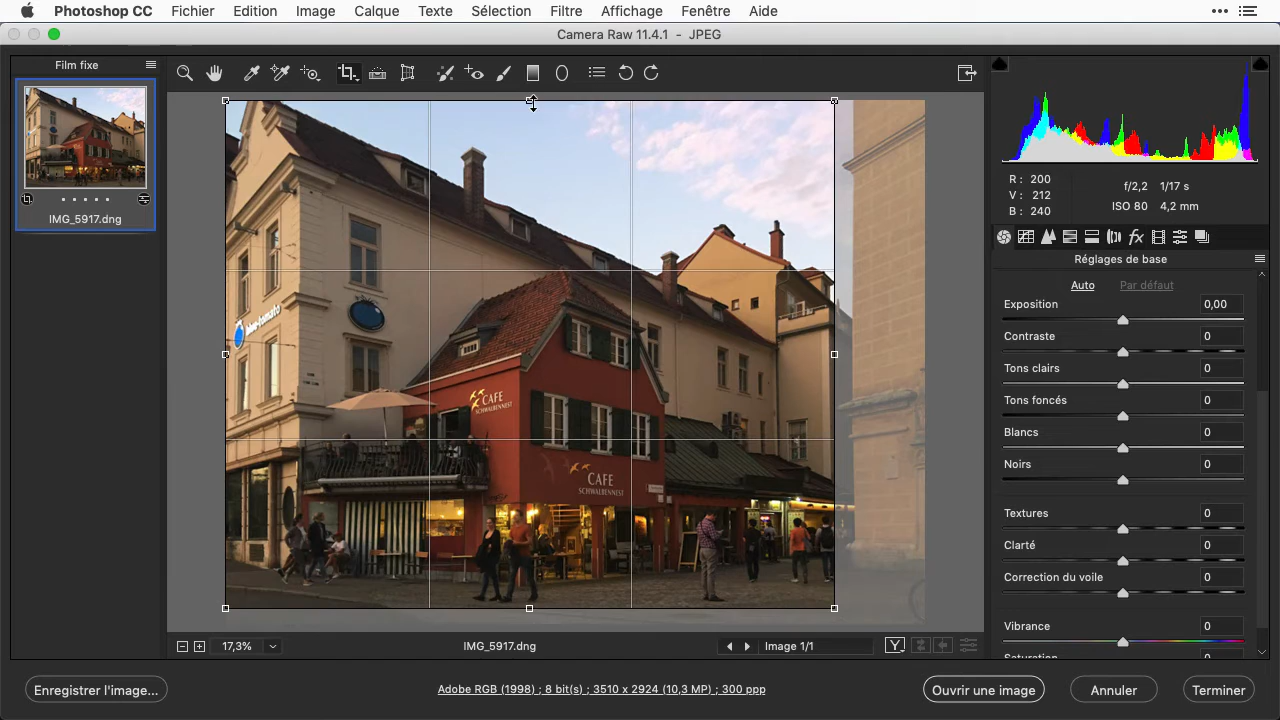 Photoshop CC Fichier Edition Image Calque Texte Sélection Filtre Affichage Fenêtre Aide
Camera Raw 11.4.1 - JPEG
Film fixe
IMG_5917.dng
blue-tomato
CAFE
SCHWALBENNEST
CAFE
SCHWALBENNEST
R : 200
V : 212
B : 240
f/2,2 1/17 s
ISO 80 4,2 mm
Réglages de base
Auto Par défaut
Exposition 0,00
Contraste 0
Tons clairs 0
Tons foncés 0
Blancs 0
Noirs 0
Textures 0
Clarté 0
Correction du voile 0
Vibrance 0
Saturation 0
17,3% IMG_5917.dng Image 1/1 Y
Enregistrer l'image... Adobe RGB (1998) ; 8 bit(s) ; 3510 x 2924 (10,3 MP) ; 300 ppp Ouvrir une image Annuler Terminer